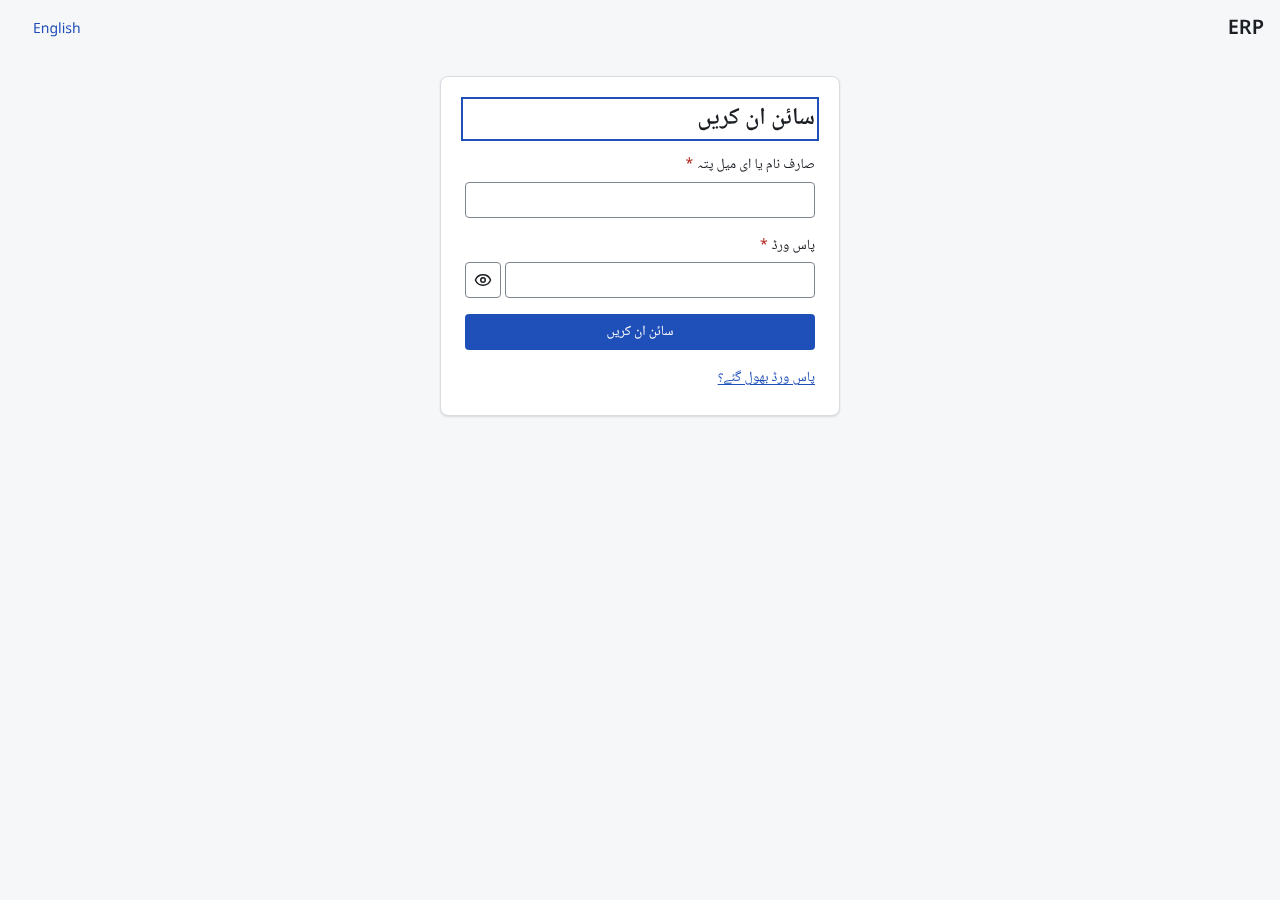 ERP
English
سائن ان کریں
صارف نام یا ای میل پتہ *
پاس ورڈ *
سائن ان کریں
پاس ورڈ بھول گئے؟